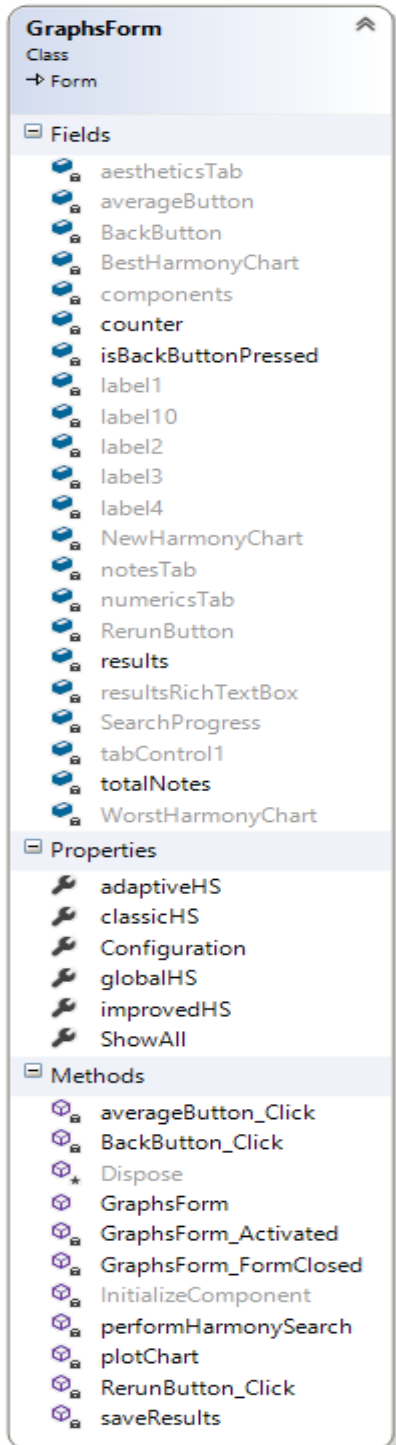 GraphsForm
Class
Form
Fields
aestheticsTab
averageButton
BackButton
BestHarmonyChart
components
counter
isBackButtonPressed
label1
label10
label2
label3
label4
NewHarmonyChart
notesTab
numericsTab
RerunButton
results
resultsRichTextBox
SearchProgress
tabControl1
totalNotes
WorstHarmonyChart
Properties
adaptiveHS
classicHS
Configuration
globalHS
improvedHS
ShowAll
Methods
averageButton_Click
BackButton_Click
Dispose
GraphsForm
GraphsForm_Activated
GraphsForm_FormClosed
InitializeComponent
performHarmonySearch
plotChart
RerunButton_Click
saveResults